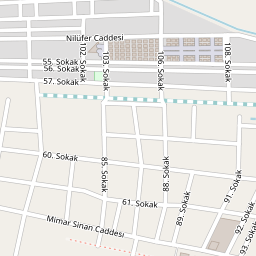 Nilüfer Caddesi
55. Sokak
56. Sokak
57. Sokak
102. Sokak
103. Sokak
106. Sokak
108. Sokak
60. Sokak
85. Sokak
88. Sokak
61. Sokak
89. Sokak
91. Sokak
Mimar Sinan Caddesi
92. Sokak
93. Sokak